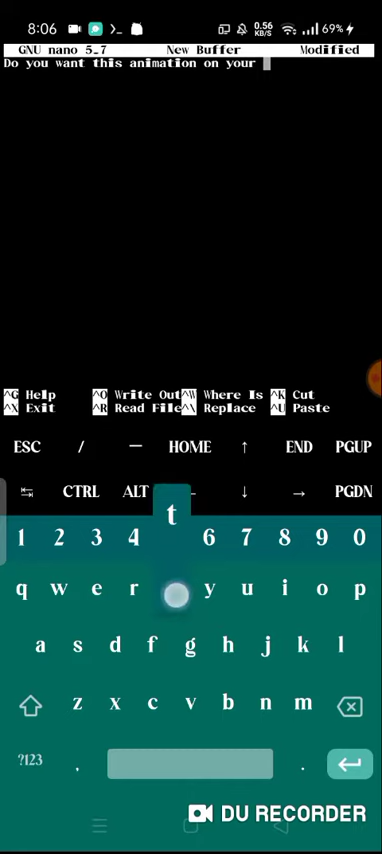 8:06 0.56 KB/S 69%
GNU nano 5.7 New Buffer Modified
Do you want this animation on your
^G Help ^O Write Out ^W Where Is ^K Cut
^X Exit ^R Read File ^\ Replace ^U Paste
ESC / — HOME ↑ END PGUP
↹ CTRL ALT ← ↓ → PGDN
t
1 2 3 4 6 7 8 9 0
q w e r y u i o p
a s d f g h j k l
z x c v b n m
?123 , .
DU RECORDER